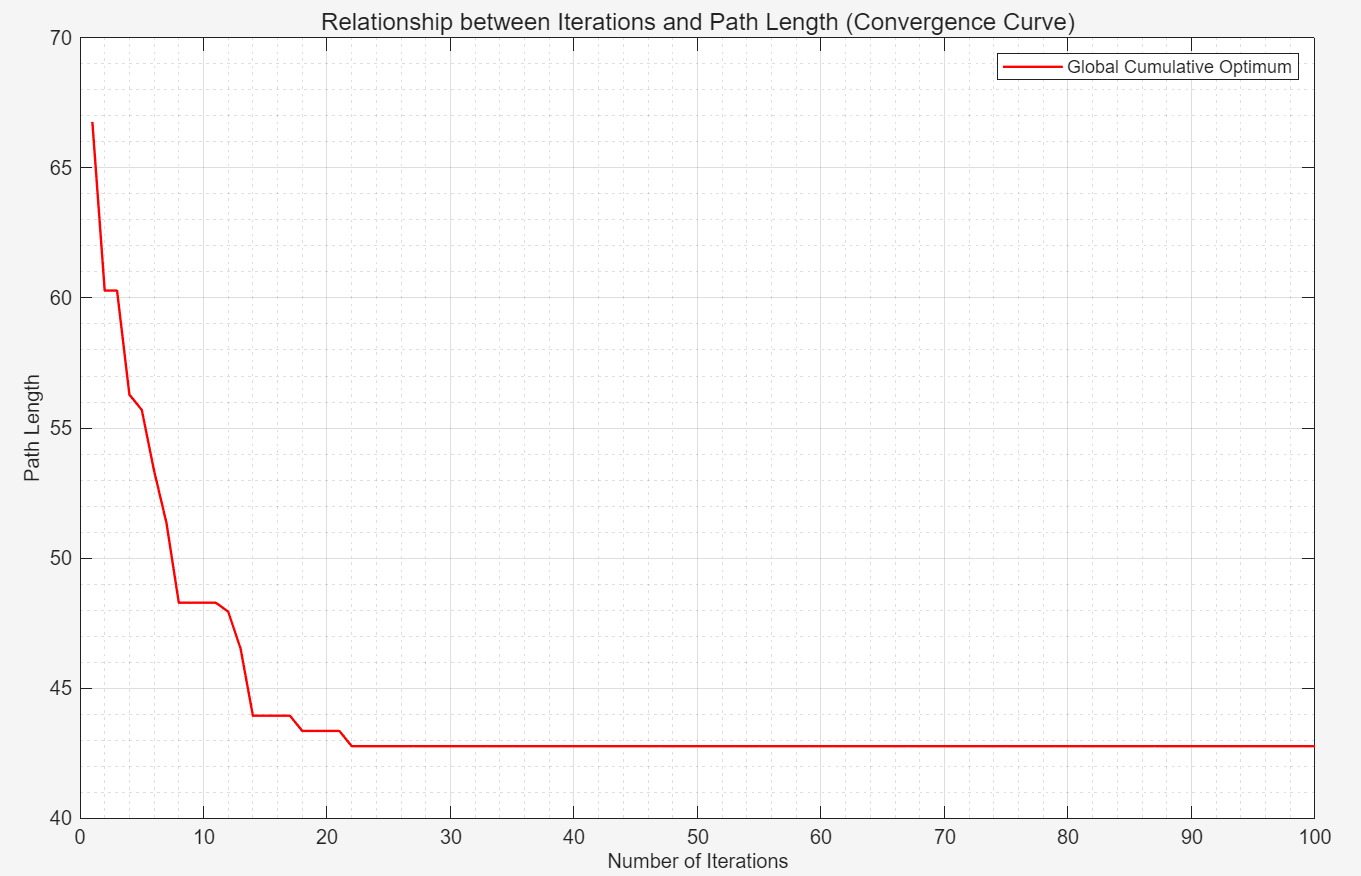 Relationship between Iterations and Path Length (Convergence Curve)
Global Cumulative Optimum
70
65
60
55
50
45
40
Path Length
0 10 20 30 40 50 60 70 80 90 100
Number of Iterations